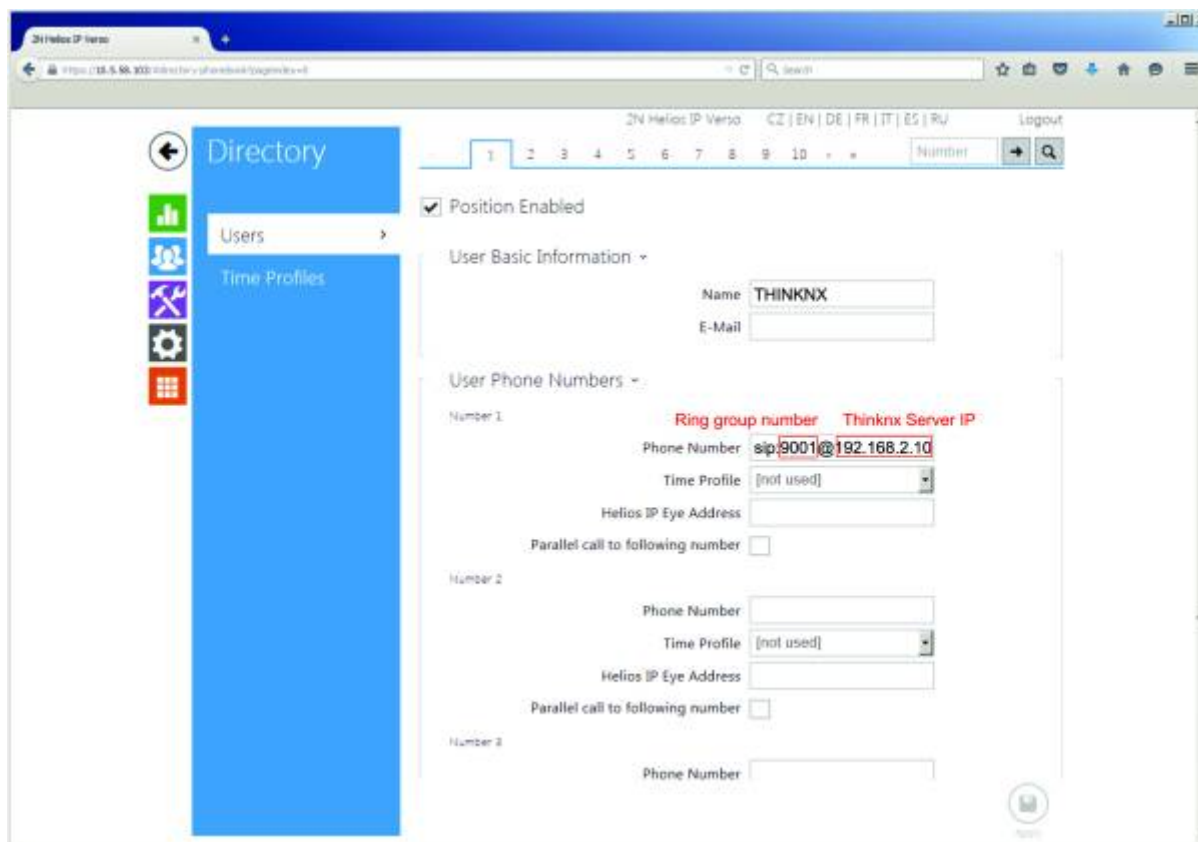 2N Helios IP Verso
Search
2N Helios IP Verso CZ | EN | DE | FR | IT | ES | RU Logout
Directory
1 2 3 4 5 6 7 8 9 10 Number
Position Enabled
Users
User Basic Information
Time Profiles
Name THINKNX
E-Mail
User Phone Numbers
Number 1
Ring group number Thinknx Server IP
Phone Number sip:9001@192.168.2.10
Time Profile [not used]
Helios IP Eye Address
Parallel call to following number
Number 2
Phone Number
Time Profile [not used]
Helios IP Eye Address
Parallel call to following number
Number 3
Phone Number
Apply